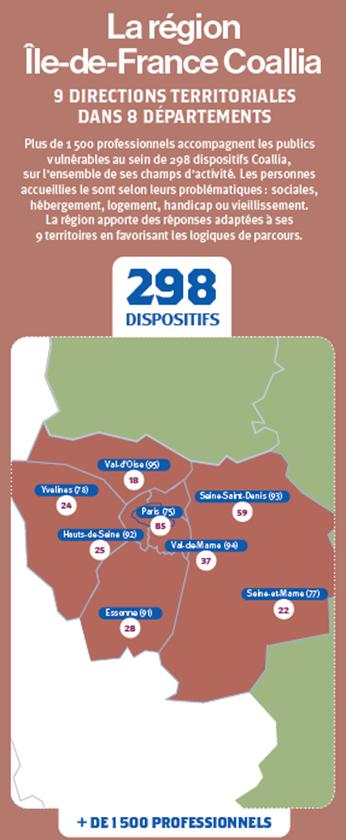 La région
Île-de-France Coallia
9 DIRECTIONS TERRITORIALES
DANS 8 DÉPARTEMENTS
Plus de 1 500 professionnels accompagnent les publics
vulnérables au sein de 298 dispositifs Coallia,
sur l'ensemble de ses champs d'activité. Les personnes
accueillies le sont selon leurs problématiques : sociales,
hébergement, logement, handicap ou vieillissement.
La région apporte des réponses adaptées à ses
9 territoires en favorisant les logiques de parcours.
298
DISPOSITIFS
Val-d'Oise (95)
18
Yvelines (78)
24
Seine-Saint-Denis (93)
59
Paris (75)
85
Hauts-de-Seine (92)
25
Val-de-Marne (94)
37
Seine-et-Marne (77)
22
Essonne (91)
28
+ DE 1 500 PROFESSIONNELS